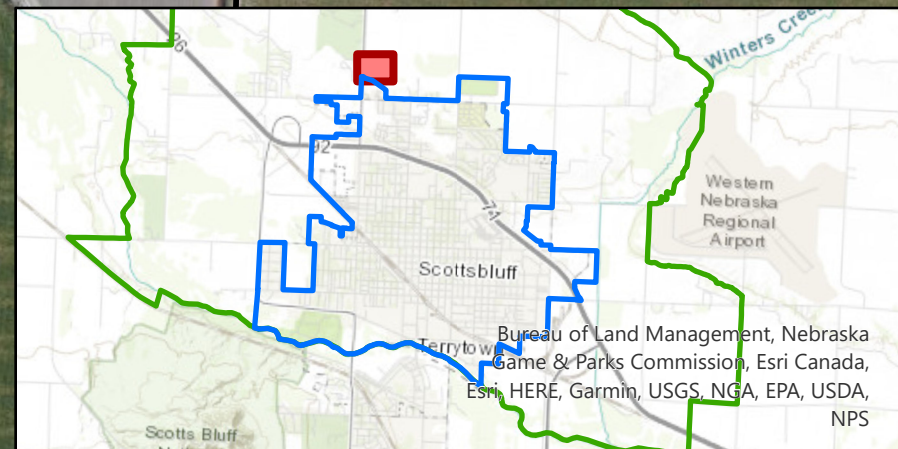 26
Winters Creek
92
Western
Nebraska
Regional
Airport
71
Scottsbluff
Terrytown
Bureau of Land Management, Nebraska
Game & Parks Commission, Esri Canada,
Esri, HERE, Garmin, USGS, NGA, EPA, USDA,
NPS
Scotts Bluff